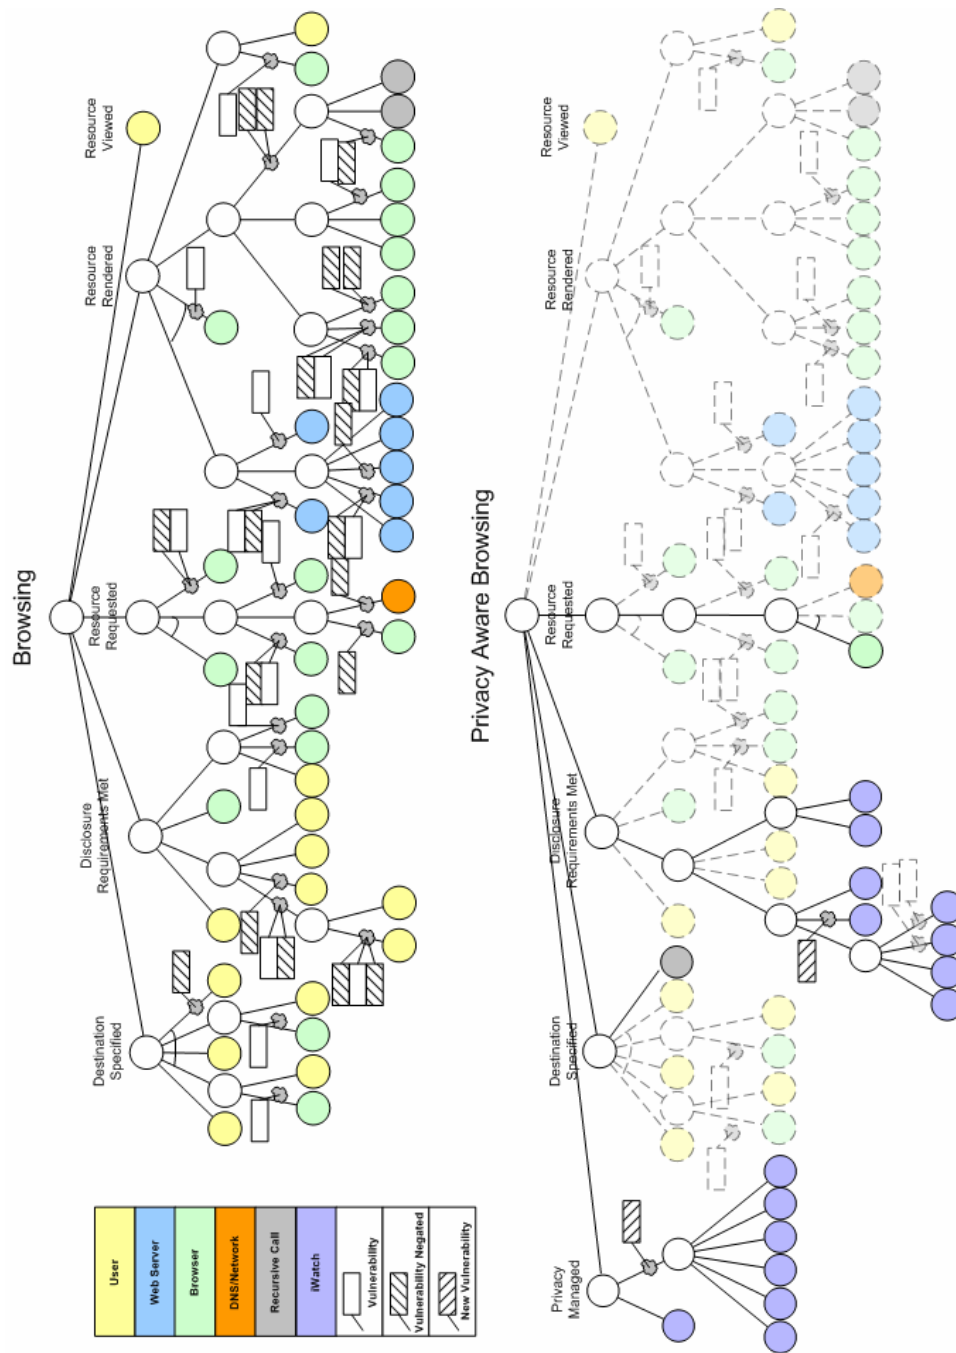 Browsing
Destination
Specified
Disclosure
Requirements Met
Resource
Requested
Resource
Rendered
Resource
Viewed
Privacy Aware Browsing
Privacy
Managed
Destination
Specified
Disclosure
Requirements Met
Resource
Requested
Resource
Rendered
Resource
Viewed
User
Web Server
Browser
DNS/Network
Recursive Call
iWatch
Vulnerability
Vulnerability Negated
New Vulnerability